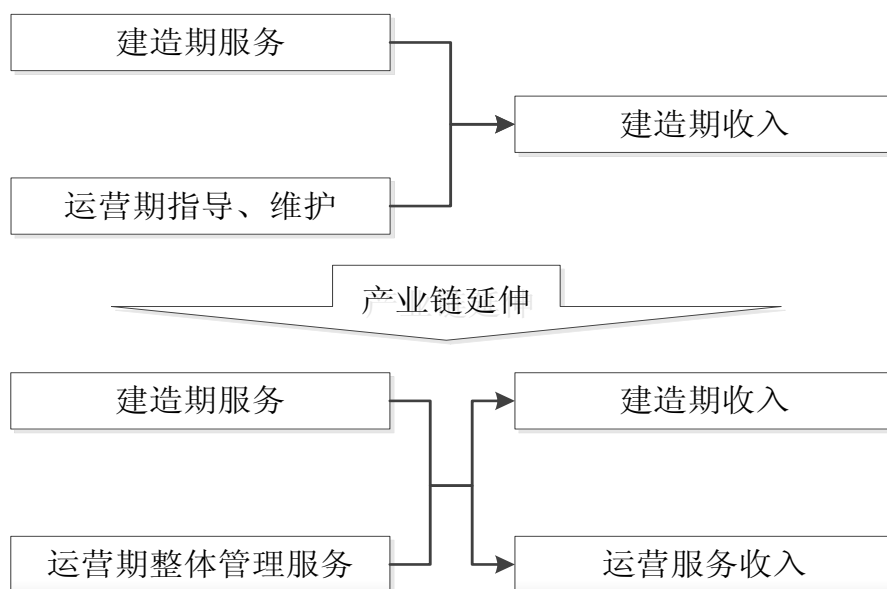 建造期服务
建造期收入
运营期指导、维护
产业链延伸
建造期服务
建造期收入
运营期整体管理服务
运营服务收入